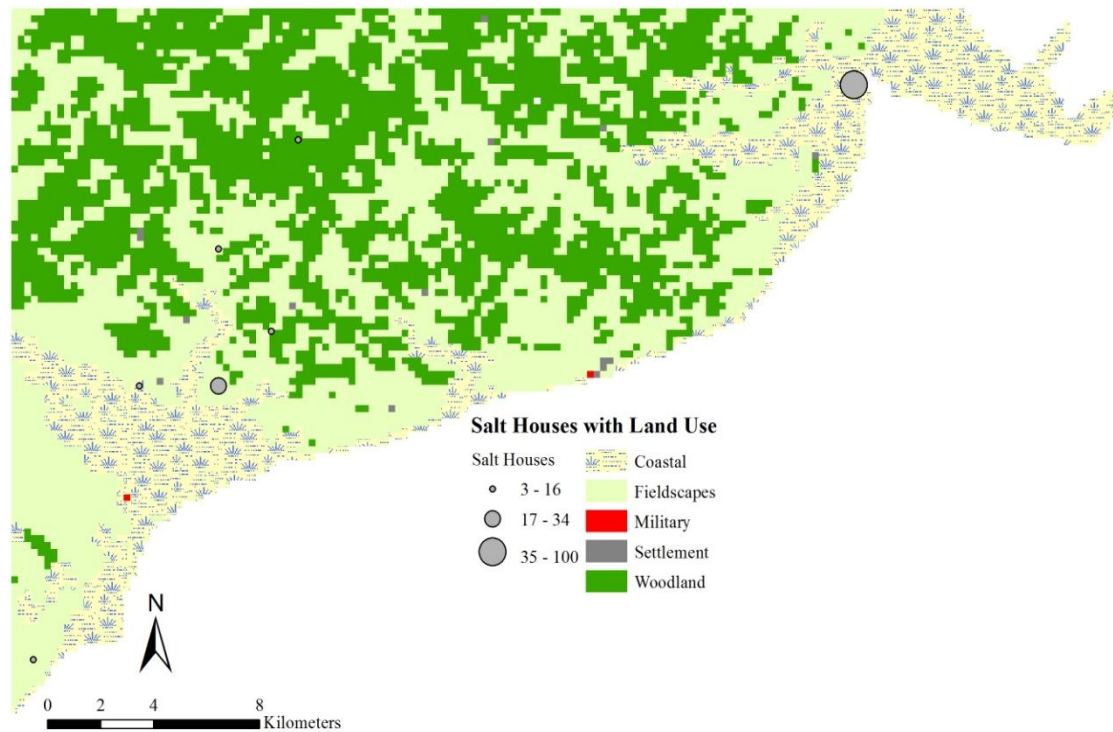 Salt Houses with Land Use
Salt Houses
3 - 16
17 - 34
35 - 100
Coastal
Fieldscapes
Military
Settlement
Woodland
N
0 2 4 8
Kilometers